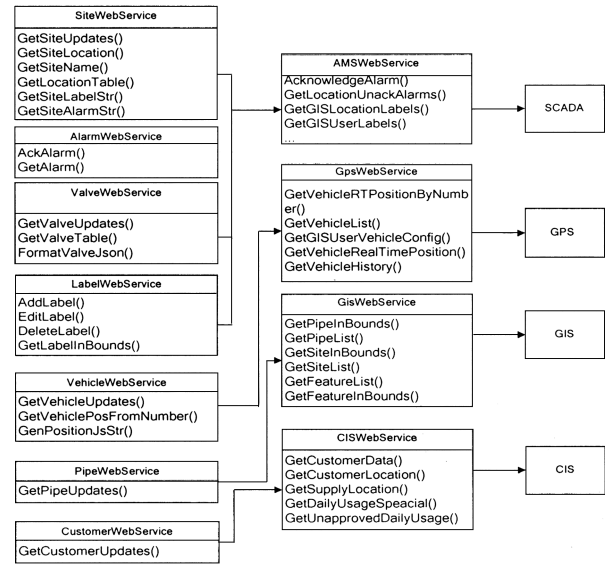 SiteWebService
GetSiteUpdates()
GetSiteLocation()
GetSiteName()
GetLocationTable()
GetSiteLabelStr()
GetSiteAlarmStr()
AlarmWebService
AckAlarm()
GetAlarm()
ValveWebService
GetValveUpdates()
GetValveTable()
FormatValveJson()
LabelWebService
AddLabel()
EditLabel()
DeleteLabel()
GetLabelInBounds()
VehicleWebService
GetVehicleUpdates()
GetVehiclePosFromNumber()
GenPositionJsStr()
PipeWebService
GetPipeUpdates()
CustomerWebService
GetCustomerUpdates()
AMSWebService
AcknowledgeAlarm()
GetLocationUnackAlarms()
GetGISLocationLabels()
GetGISUserLabels()
...
GpsWebService
GetVehicleRTPositionByNumb
er()
GetVehicleList()
GetGISUserVehicleConfig()
GetVehicleRealTimePosition()
GetVehicleHistory()
GisWebService
GetPipeInBounds()
GetPipeList()
GetSiteInBounds()
GetSiteList()
GetFeatureList()
GetFeatureInBounds()
CISWebService
GetCustomerData()
GetCustomerLocation()
GetSupplyLocation()
GetDailyUsageSpeacial()
GetUnapprovedDailyUsage()
SCADA
GPS
GIS
CIS